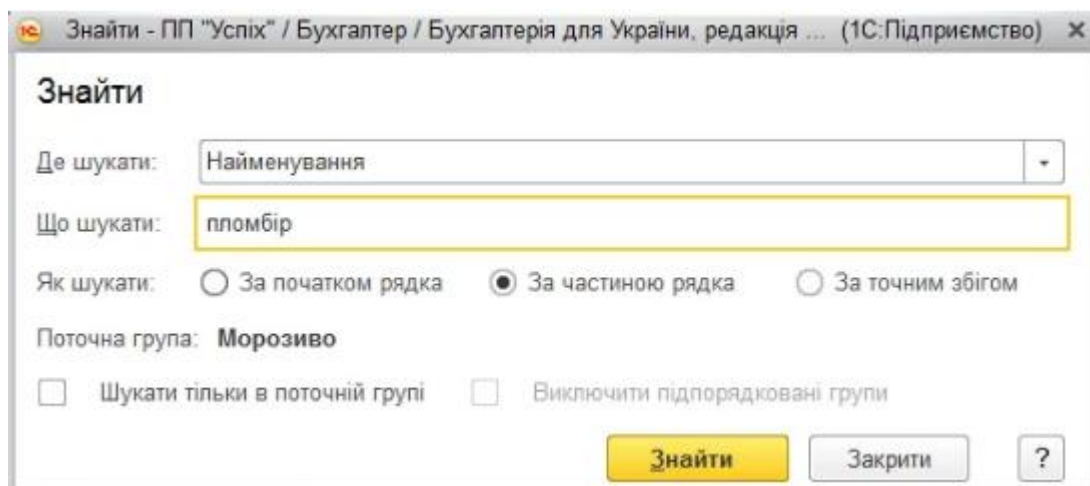 1С Знайти - ПП "Успіх" / Бухгалтер / Бухгалтерія для України, редакція ... (1С:Підприємство)
Знайти
Де шукати: Найменування
Що шукати: пломбір
Як шукати: За початком рядка За частиною рядка За точним збігом
Поточна група: Морозиво
Шукати тільки в поточній групі Виключити підпорядковані групи
Знайти Закрити ?